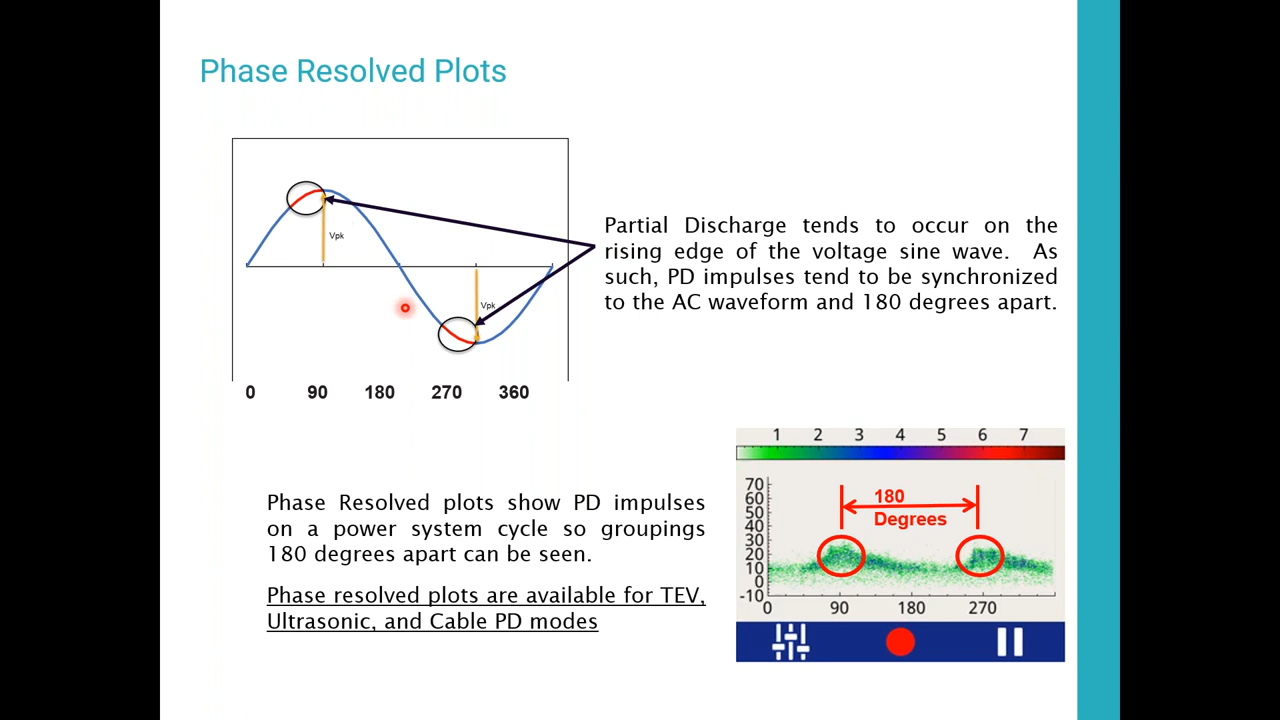 Phase Resolved Plots
Vpk
Vpk
0 90 180 270 360
Partial Discharge tends to occur on the
rising edge of the voltage sine wave. As
such, PD impulses tend to be synchronized
to the AC waveform and 180 degrees apart.
Phase Resolved plots show PD impulses
on a power system cycle so groupings
180 degrees apart can be seen.
Phase resolved plots are available for TEV,
Ultrasonic, and Cable PD modes
1 2 3 4 5 6 7
70
60
50
40
30
20
10
0
-10
180
Degrees
0 90 180 270